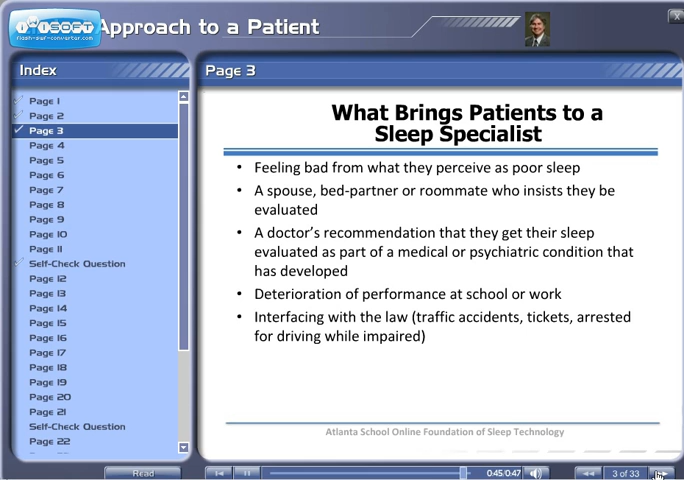 iWiSOFT
flash-swf-converter.com
Approach to a Patient
X
Index
Page 1
Page 2
Page 3
Page 4
Page 5
Page 6
Page 7
Page 8
Page 9
Page 10
Page 11
Self-Check Question
Page 12
Page 13
Page 14
Page 15
Page 16
Page 17
Page 18
Page 19
Page 20
Page 21
Self-Check Question
Page 22
Page 3
What Brings Patients to a
Sleep Specialist
• Feeling bad from what they perceive as poor sleep
• A spouse, bed-partner or roommate who insists they be
evaluated
• A doctor’s recommendation that they get their sleep
evaluated as part of a medical or psychiatric condition that
has developed
• Deterioration of performance at school or work
• Interfacing with the law (traffic accidents, tickets, arrested
for driving while impaired)
Atlanta School Online Foundation of Sleep Technology
Read
0:45/0:47
3 of 33